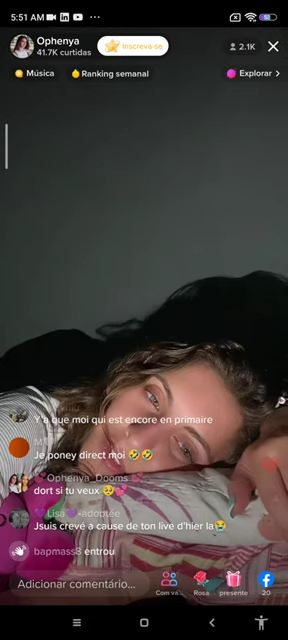 5:51 AM
Ophenya
41.7K curtidas
Inscreva-se
2.1K
Música
Ranking semanal
Explorar >
Y'a que moi qui est encore en primaire
Je poney direct moi 🤣🤣
Ophenya_Dooms
dort si tu veux 🥺💞
💜Lisa💜-adoptée
Jsuis crevé a cause de ton live d'hier la😭
bapmass8 entrou
Adicionar comentário...
Com va...
Rosa
presente
20